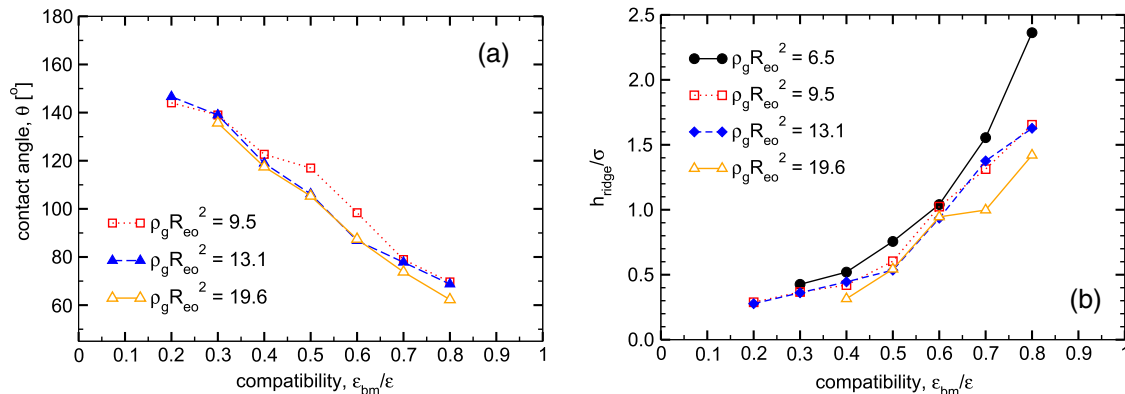 (a)
contact angle, θ [°]
180
160
140
120
100
80
60
ρgReo² = 9.5
ρgReo² = 13.1
ρgReo² = 19.6
0 0.1 0.2 0.3 0.4 0.5 0.6 0.7 0.8 0.9 1
compatibility, εbm/ε
(b)
hridge/σ
2.5
2.0
1.5
1.0
0.5
0.0
ρgReo² = 6.5
ρgReo² = 9.5
ρgReo² = 13.1
ρgReo² = 19.6
0 0.1 0.2 0.3 0.4 0.5 0.6 0.7 0.8 0.9 1
compatibility, εbm/ε